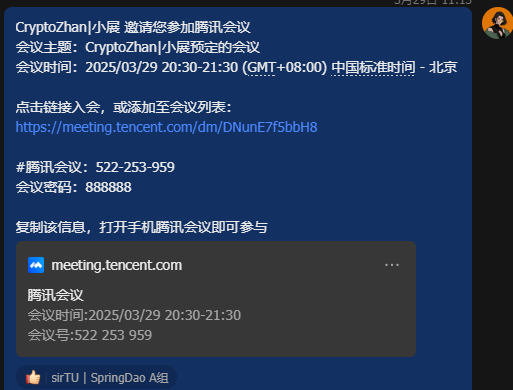 3月29日 11:15
CryptoZhan|小展 邀请您参加腾讯会议
会议主题：CryptoZhan|小展预定的会议
会议时间：2025/03/29 20:30-21:30 (GMT+08:00) 中国标准时间 - 北京
点击链接入会，或添加至会议列表：
https://meeting.tencent.com/dm/DNunE7f5bbH8
#腾讯会议：522-253-959
会议密码：888888
复制该信息，打开手机腾讯会议即可参与
meeting.tencent.com
腾讯会议
会议时间:2025/03/29 20:30-21:30
会议号:522 253 959
sirTU | SpringDao A组